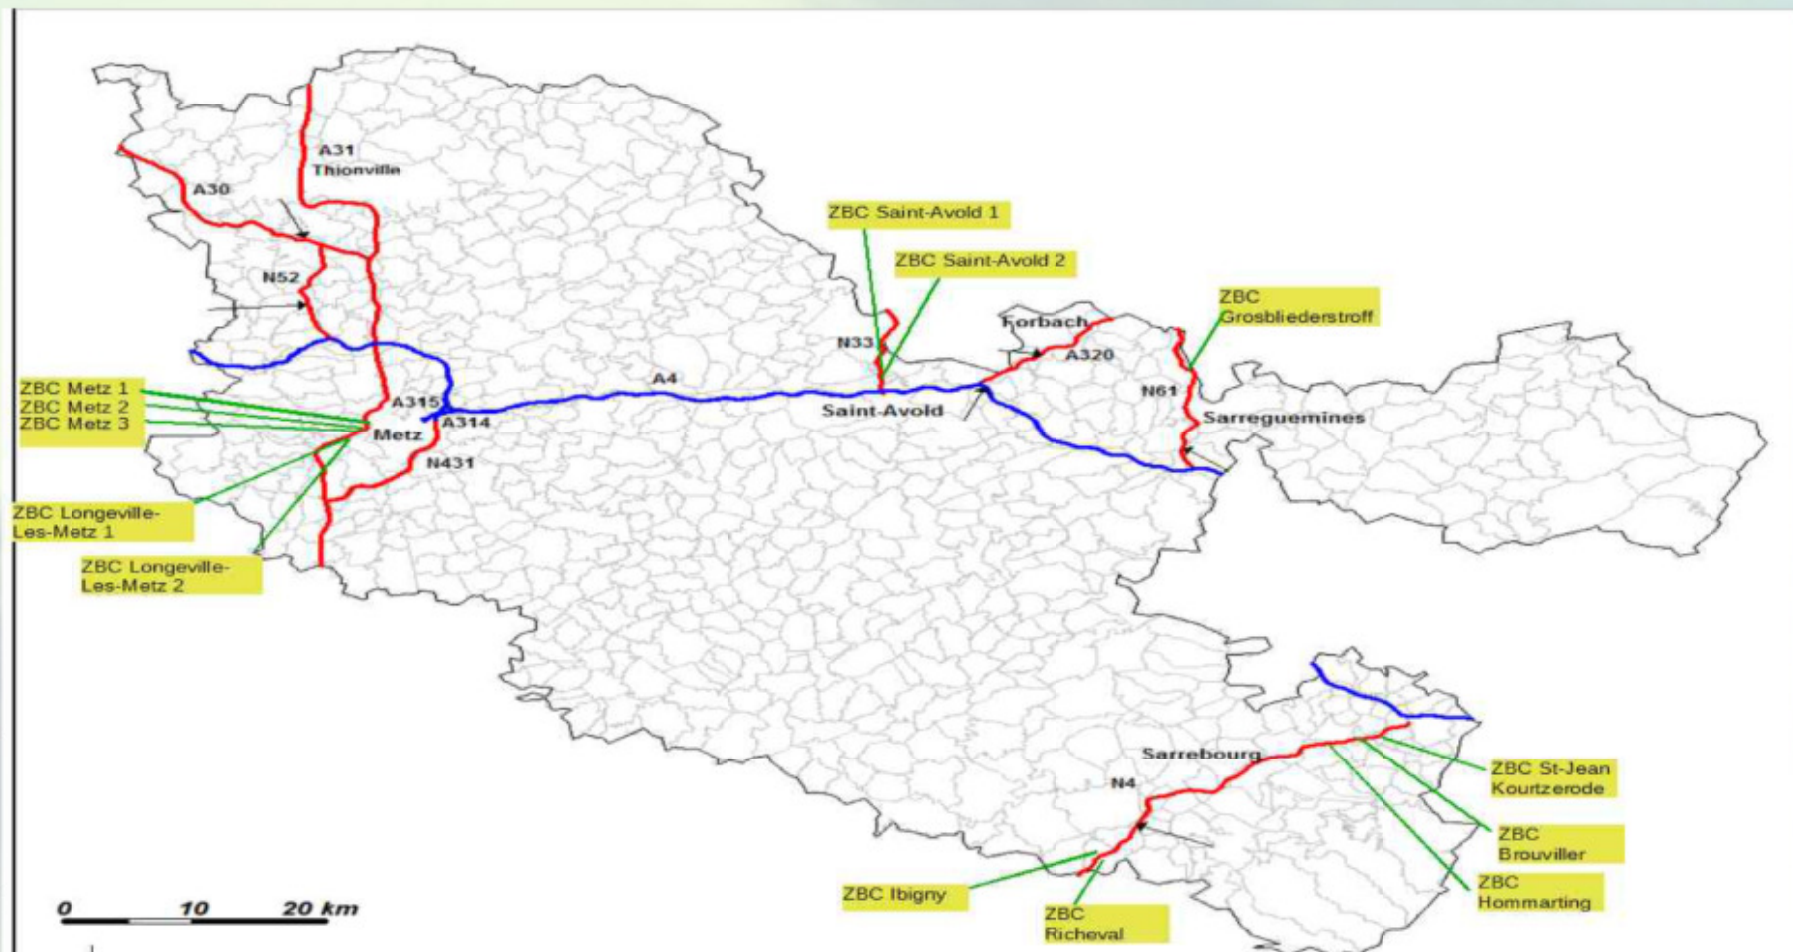 A31
Thionville
A30
ZBC Saint-Avold 1
ZBC Saint-Avold 2
N52
ZBC
Grosbliederstroff
Forbach
N33
A320
A4
ZBC Metz 1
ZBC Metz 2
ZBC Metz 3
A315
N61
Saint-Avold
Sarreguemines
A314
Metz
N431
ZBC Longeville-
Les-Metz 1
ZBC Longeville-
Les-Metz 2
Sarrebourg
N4
ZBC St-Jean
Kourtzerode
ZBC
Brouviller
ZBC
Hommarting
ZBC Ibigny
ZBC
Richeval
0 10 20 km